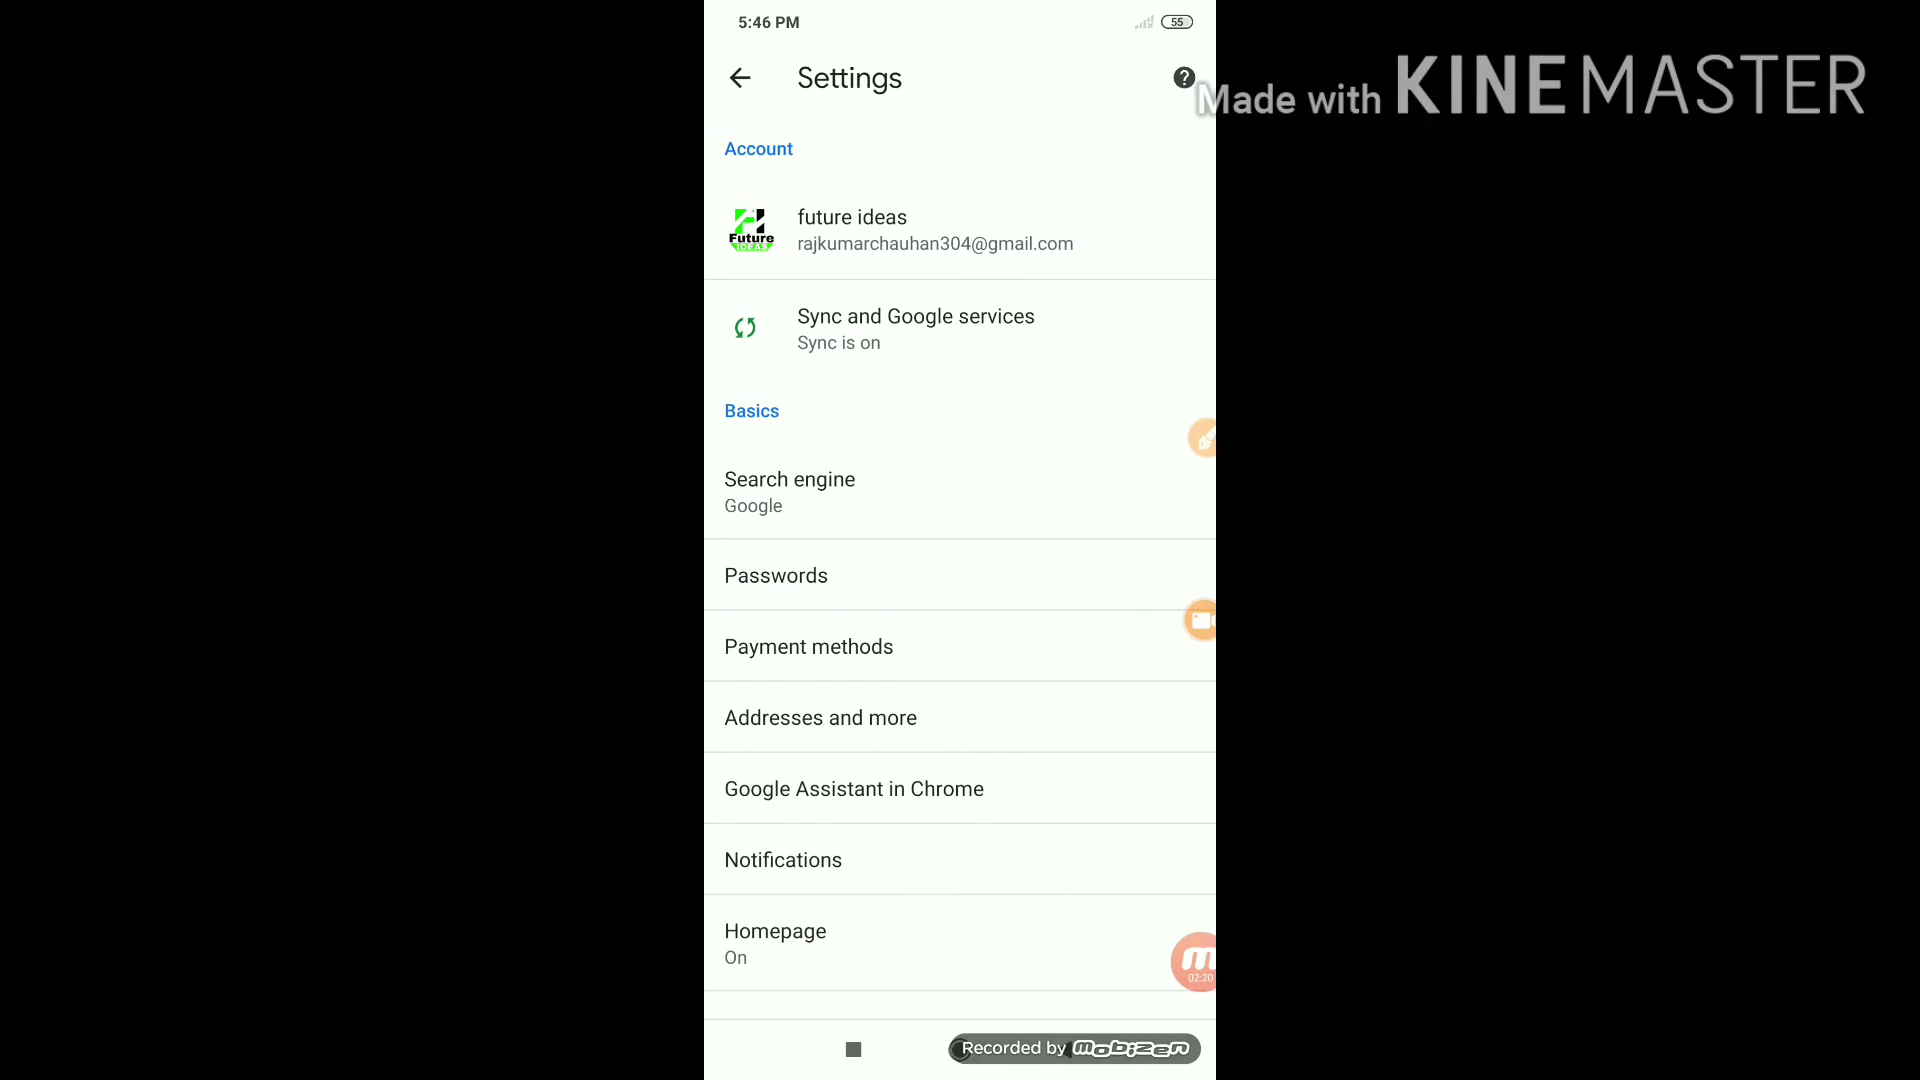 5:46 PM
55
Settings
?
Made with KINEMASTER
Account
Future
IDEAS
future ideas
rajkumarchauhan304@gmail.com
Sync and Google services
Sync is on
Basics
Search engine
Google
Passwords
Payment methods
Addresses and more
Google Assistant in Chrome
Notifications
Homepage
On
m
02:20
Recorded by mobizen